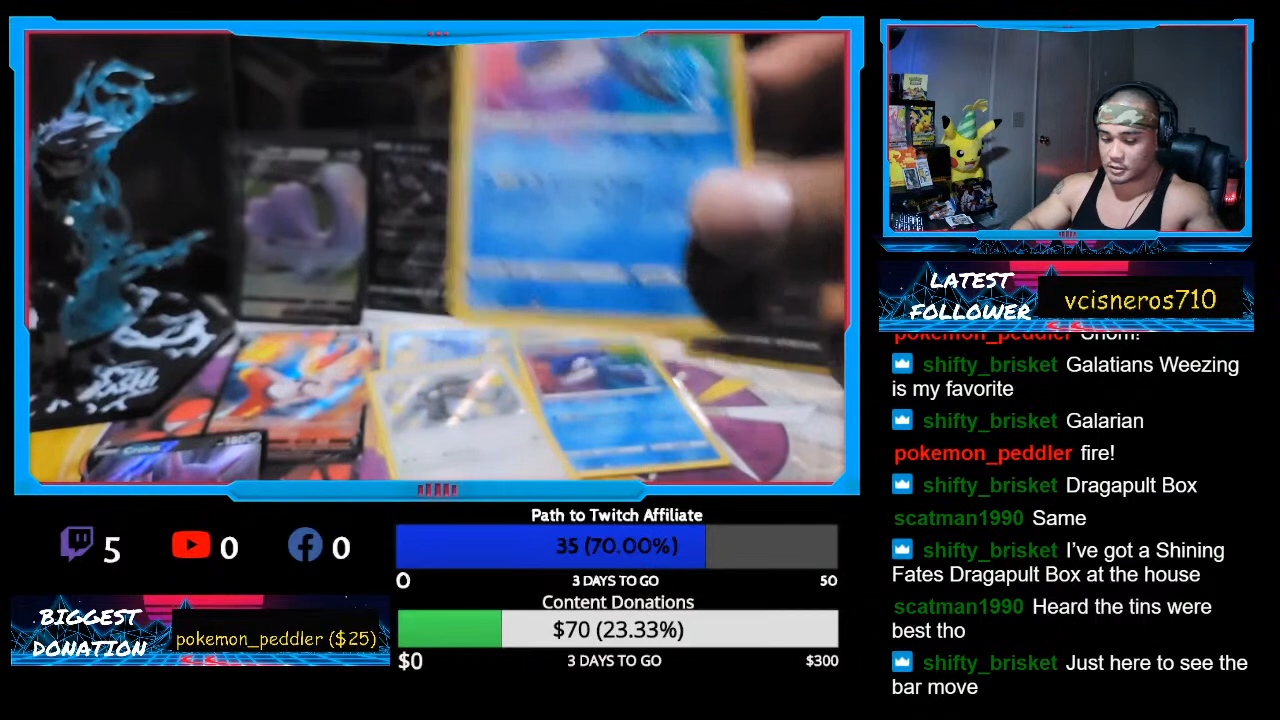 Crobat
180
5
0
0
BIGGEST
DONATION
pokemon_peddler ($25)
Path to Twitch Affiliate
35 (70.00%)
0
3 DAYS TO GO
50
Content Donations
$70 (23.33%)
$0
3 DAYS TO GO
$300
LATEST
FOLLOWER
vcisneros710
pokemon_peddler
shifty_brisket Galatians Weezing
is my favorite
shifty_brisket Galarian
pokemon_peddler fire!
shifty_brisket Dragapult Box
scatman1990 Same
shifty_brisket I’ve got a Shining
Fates Dragapult Box at the house
scatman1990 Heard the tins were
best tho
shifty_brisket Just here to see the
bar move